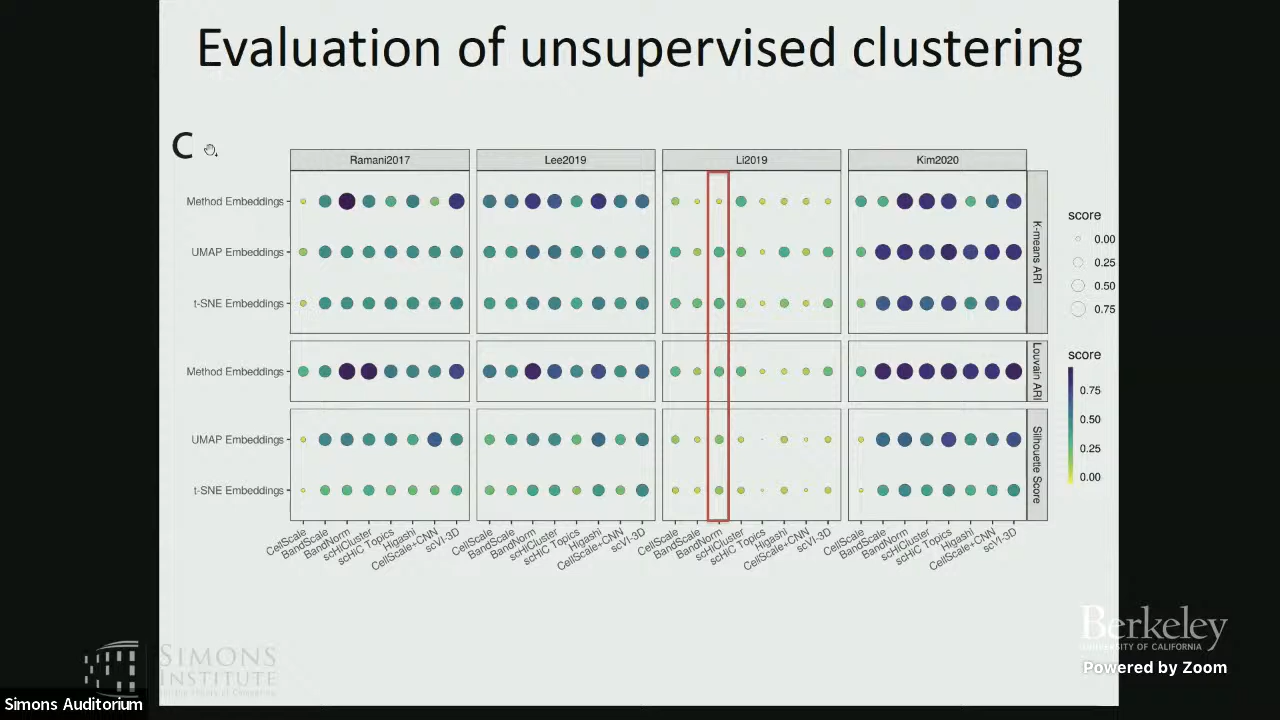 Evaluation of unsupervised clustering
C
Ramani2017
Lee2019
Li2019
Kim2020
Method Embeddings
UMAP Embeddings
t-SNE Embeddings
K-means ARI
Method Embeddings
Louvain ARI
UMAP Embeddings
t-SNE Embeddings
Silhouette Score
score
0.00
0.25
0.50
0.75
score
0.75
0.50
0.25
0.00
CellScale
BandScale
BandNorm
scHiCluster
scHiC Topics
Higashi
CellScale+CNN
scVI-3D
CellScale
BandScale
BandNorm
scHiCluster
scHiC Topics
Higashi
CellScale+CNN
scVI-3D
CellScale
BandScale
BandNorm
scHiCluster
scHiC Topics
Higashi
CellScale+CNN
scVI-3D
CellScale
BandScale
BandNorm
scHiCluster
scHiC Topics
Higashi
CellScale+CNN
scVI-3D
SIMONS
INSTITUTE
for the Theory of Computing
Berkeley
UNIVERSITY OF CALIFORNIA
Powered by Zoom
Simons Auditorium